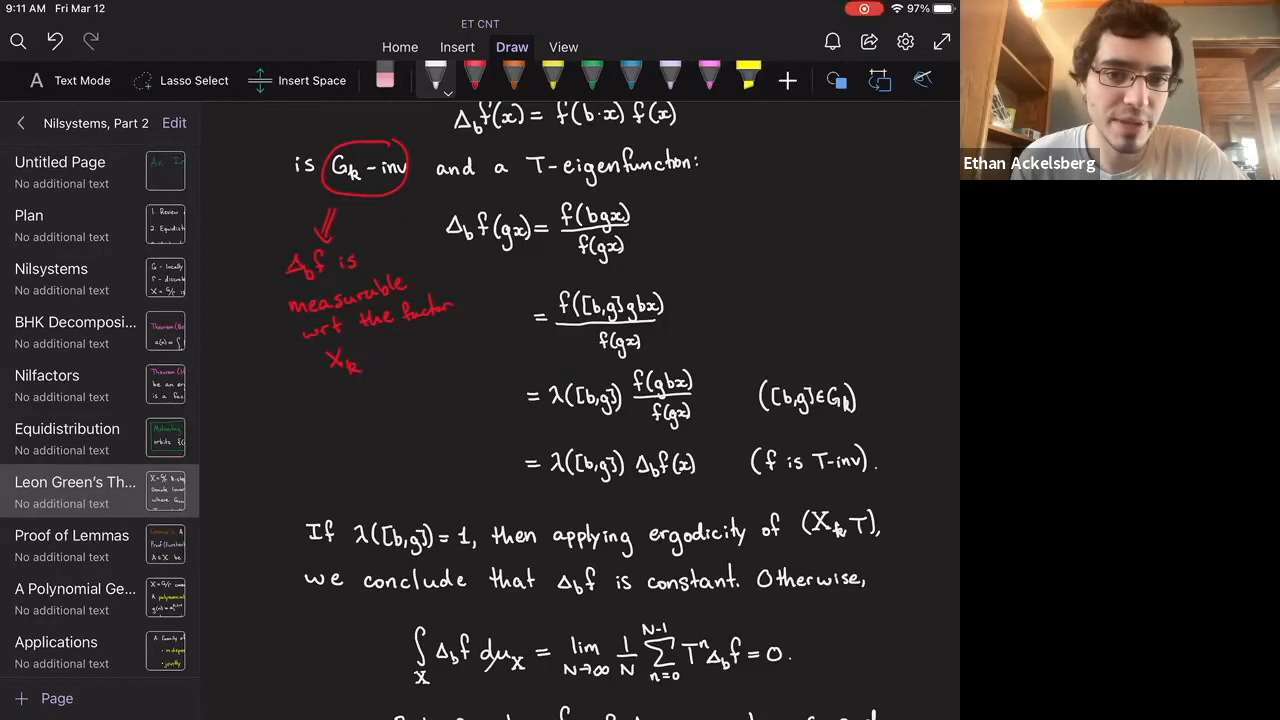 9:11 AM Fri Mar 12
97%
ET CNT
Home Insert Draw View
Text Mode
Lasso Select
Insert Space
Nilsystems, Part 2 Edit
Untitled Page
No additional text
Plan
No additional text
Nilsystems
No additional text
BHK Decomposi...
No additional text
Nilfactors
No additional text
Equidistribution
No additional text
Leon Green's Th...
No additional text
Proof of Lemmas
No additional text
A Polynomial Ge...
No additional text
Applications
No additional text
Page
Δ_b f(x) = f(b·x) f(x)
is G_k-inv and a T-eigenfunction:
Δ_b f(gx) = f(bgx) / f(gx)
⇓
Δ_b f is
measurable
wrt the factor
X_k
= f([b,g]gbx) / f(gx)
= λ([b,g]) f(gbx) / f(gx) ([b,g]∈G_k)
= λ([b,g]) Δ_b f(x) (f is T-inv).
If λ([b,g]) = 1, then applying ergodicity of (X_k, T),
we conclude that Δ_b f is constant. Otherwise,
∫_X Δ_b f dμ_X = lim_{N→∞} 1/N Σ_{n=0}^{N-1} T^n Δ_b f = 0.
Ethan Ackelsberg